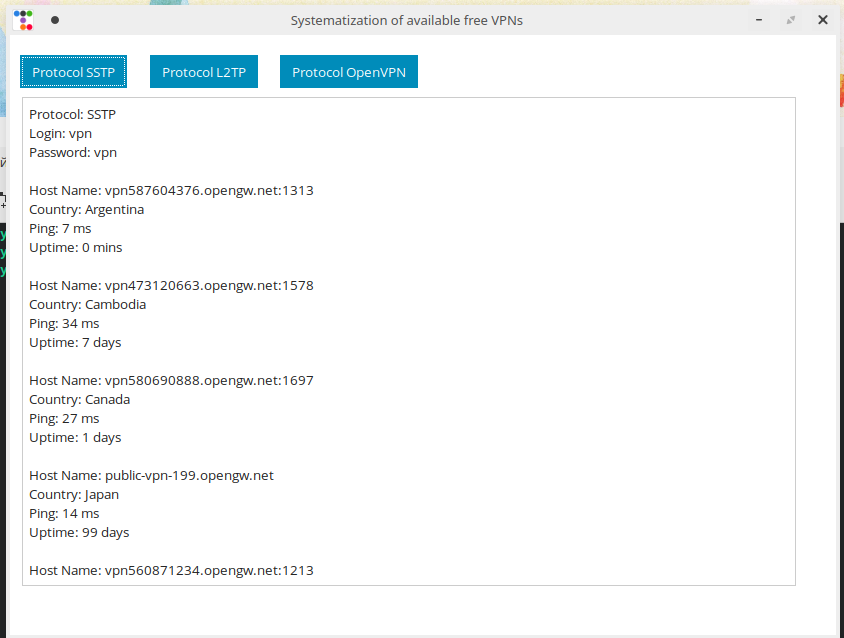 Systematization of available free VPNs
Protocol SSTP
Protocol L2TP
Protocol OpenVPN
Protocol: SSTP
Login: vpn
Password: vpn
Host Name: vpn587604376.opengw.net:1313
Country: Argentina
Ping: 7 ms
Uptime: 0 mins
Host Name: vpn473120663.opengw.net:1578
Country: Cambodia
Ping: 34 ms
Uptime: 7 days
Host Name: vpn580690888.opengw.net:1697
Country: Canada
Ping: 27 ms
Uptime: 1 days
Host Name: public-vpn-199.opengw.net
Country: Japan
Ping: 14 ms
Uptime: 99 days
Host Name: vpn560871234.opengw.net:1213